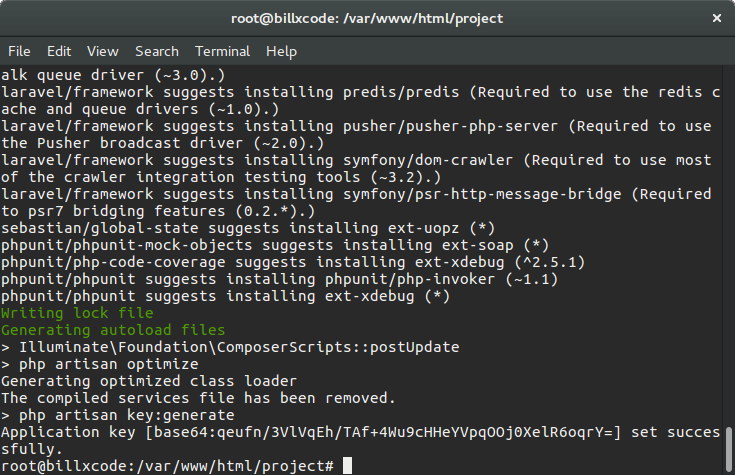 root@billxcode: /var/www/html/project
×
File Edit View Search Terminal Help
alk queue driver (~3.0).)
laravel/framework suggests installing predis/predis (Required to use the redis c
ache and queue drivers (~1.0).)
laravel/framework suggests installing pusher/pusher-php-server (Required to use
the Pusher broadcast driver (~2.0).)
laravel/framework suggests installing symfony/dom-crawler (Required to use most
of the crawler integration testing tools (~3.2).)
laravel/framework suggests installing symfony/psr-http-message-bridge (Required
to psr7 bridging features (0.2.*).)
sebastian/global-state suggests installing ext-uopz (*)
phpunit/phpunit-mock-objects suggests installing ext-soap (*)
phpunit/php-code-coverage suggests installing ext-xdebug (^2.5.1)
phpunit/phpunit suggests installing phpunit/php-invoker (~1.1)
phpunit/phpunit suggests installing ext-xdebug (*)
Writing lock file
Generating autoload files
> Illuminate\Foundation\ComposerScripts::postUpdate
> php artisan optimize
Generating optimized class loader
The compiled services file has been removed.
> php artisan key:generate
Application key [base64:qeufn/3VlVqEh/TAf+4Wu9cHHeYVpqOOj0XelR6oqrY=] set succes
sfully.
root@billxcode:/var/www/html/project#